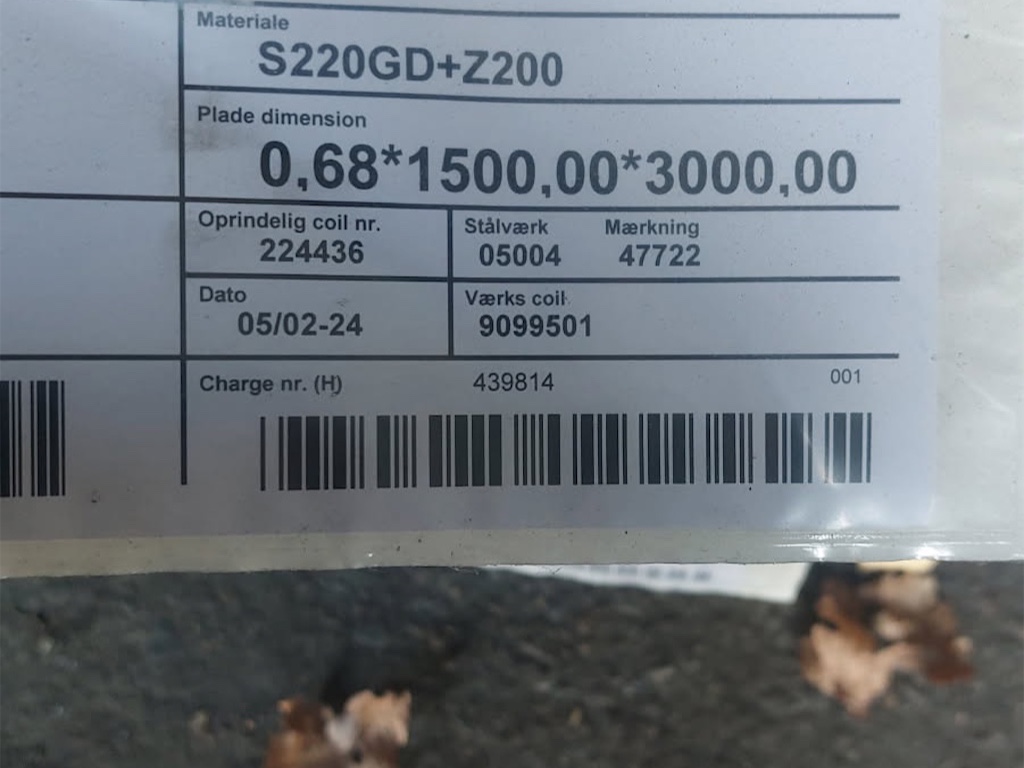 Materiale
S220GD+Z200
Plade dimension
0,68*1500,00*3000,00
Oprindelig coil nr.
224436
Stålværk Mærkning
05004 47722
Dato
05/02-24
Værks coil
9099501
Charge nr. (H) 439814 001